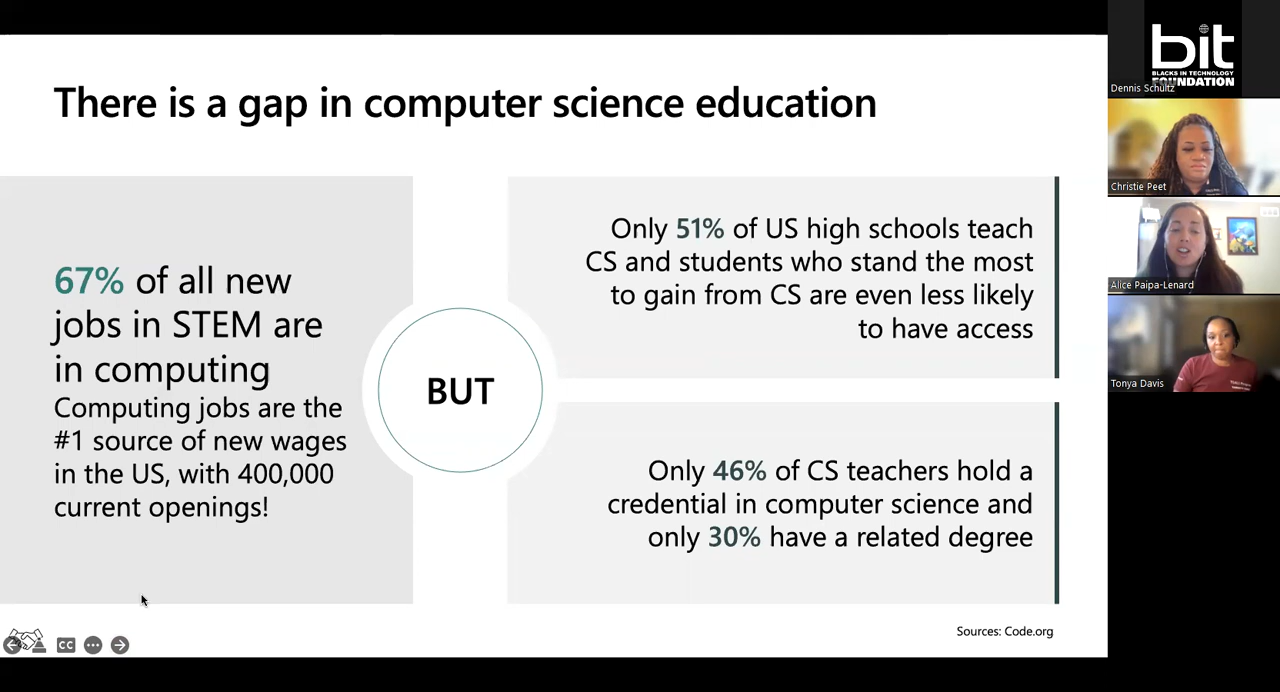 There is a gap in computer science education
67% of all new
jobs in STEM are
in computing
Computing jobs are the
#1 source of new wages
in the US, with 400,000
current openings!
BUT
Only 51% of US high schools teach
CS and students who stand the most
to gain from CS are even less likely
to have access
Only 46% of CS teachers hold a
credential in computer science and
only 30% have a related degree
Sources: Code.org
CC
bit
BLACKS IN TECHNOLOGY
FOUNDATION
Dennis Schultz
Christie Peet
Alice Paipa-Lenard
Tonya Davis